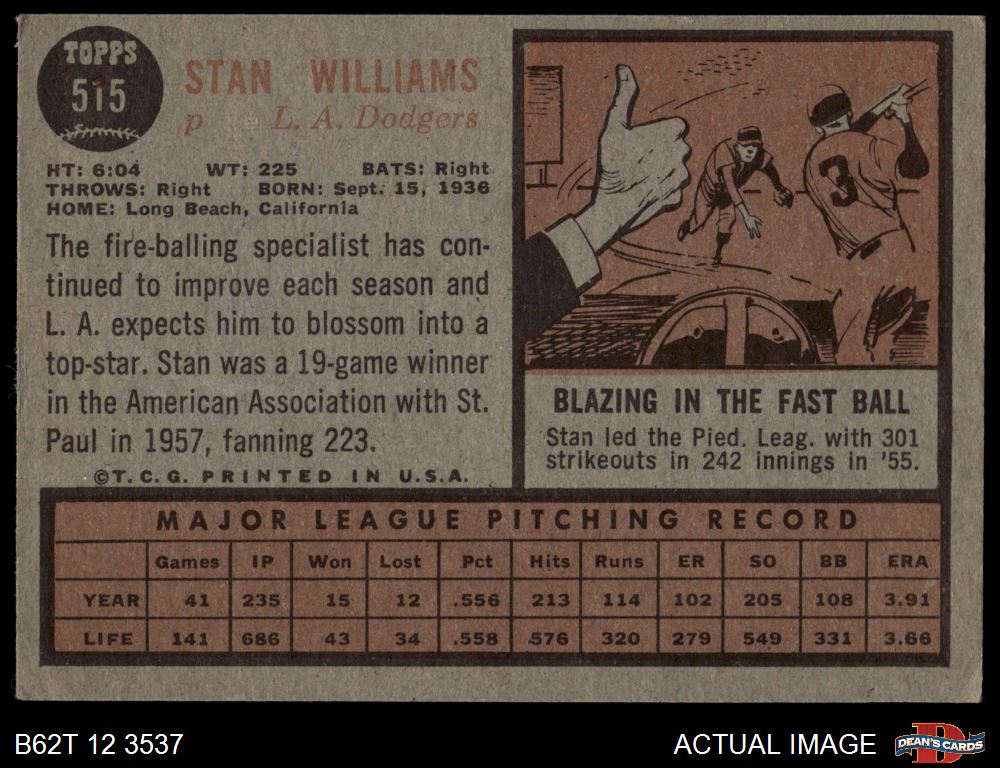 TOPPS
515
STAN WILLIAMS
p L. A. Dodgers
HT: 6:04 WT: 225 BATS: Right
THROWS: Right BORN: Sept. 15, 1936
HOME: Long Beach, California
The fire-balling specialist has con-
tinued to improve each season and
L. A. expects him to blossom into a
top-star. Stan was a 19-game winner
in the American Association with St.
Paul in 1957, fanning 223.
©T. C. G. PRINTED IN U.S.A.
3
BLAZING IN THE FAST BALL
Stan led the Pied. Leag. with 301
strikeouts in 242 innings in '55.
MAJOR LEAGUE PITCHING RECORD
Games IP Won Lost Pct Hits Runs ER SO BB ERA
YEAR 41 235 15 12 .556 213 114 102 205 108 3.91
LIFE 141 686 43 34 .558 .576 320 279 549 331 3.66
B62T 12 3537
ACTUAL IMAGE
D
DEAN'S CARDS